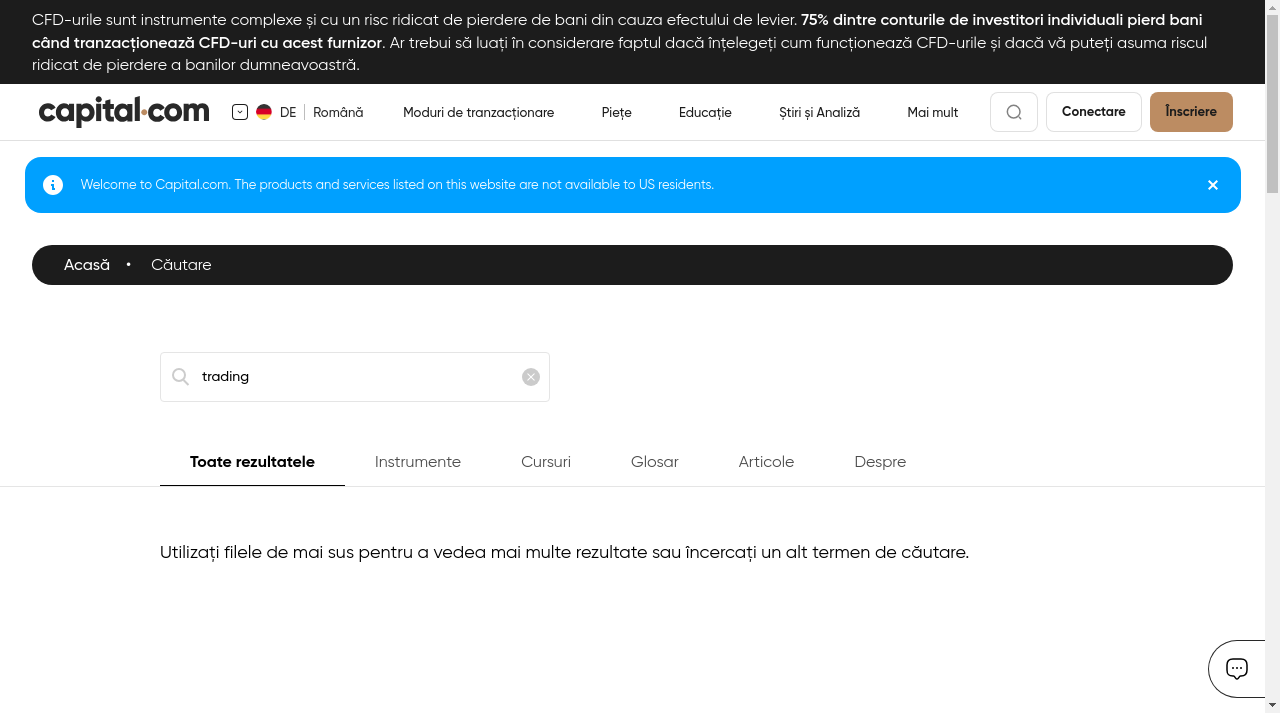 CFD-urile sunt instrumente complexe și cu un risc ridicat de pierdere de bani din cauza efectului de levier. 75% dintre conturile de investitori individuali pierd bani
când tranzacționează CFD-uri cu acest furnizor. Ar trebui să luați în considerare faptul dacă înțelegeți cum funcționează CFD-urile și dacă vă puteți asuma riscul
ridicat de pierdere a banilor dumneavoastră.
capital.com DE Română Moduri de tranzacționare Piețe Educație Știri și Analiză Mai mult Conectare Înscriere
Welcome to Capital.com. The products and services listed on this website are not available to US residents.
Acasă • Căutare
trading
Toate rezultatele Instrumente Cursuri Glosar Articole Despre
Utilizați filele de mai sus pentru a vedea mai multe rezultate sau încercați un alt termen de căutare.